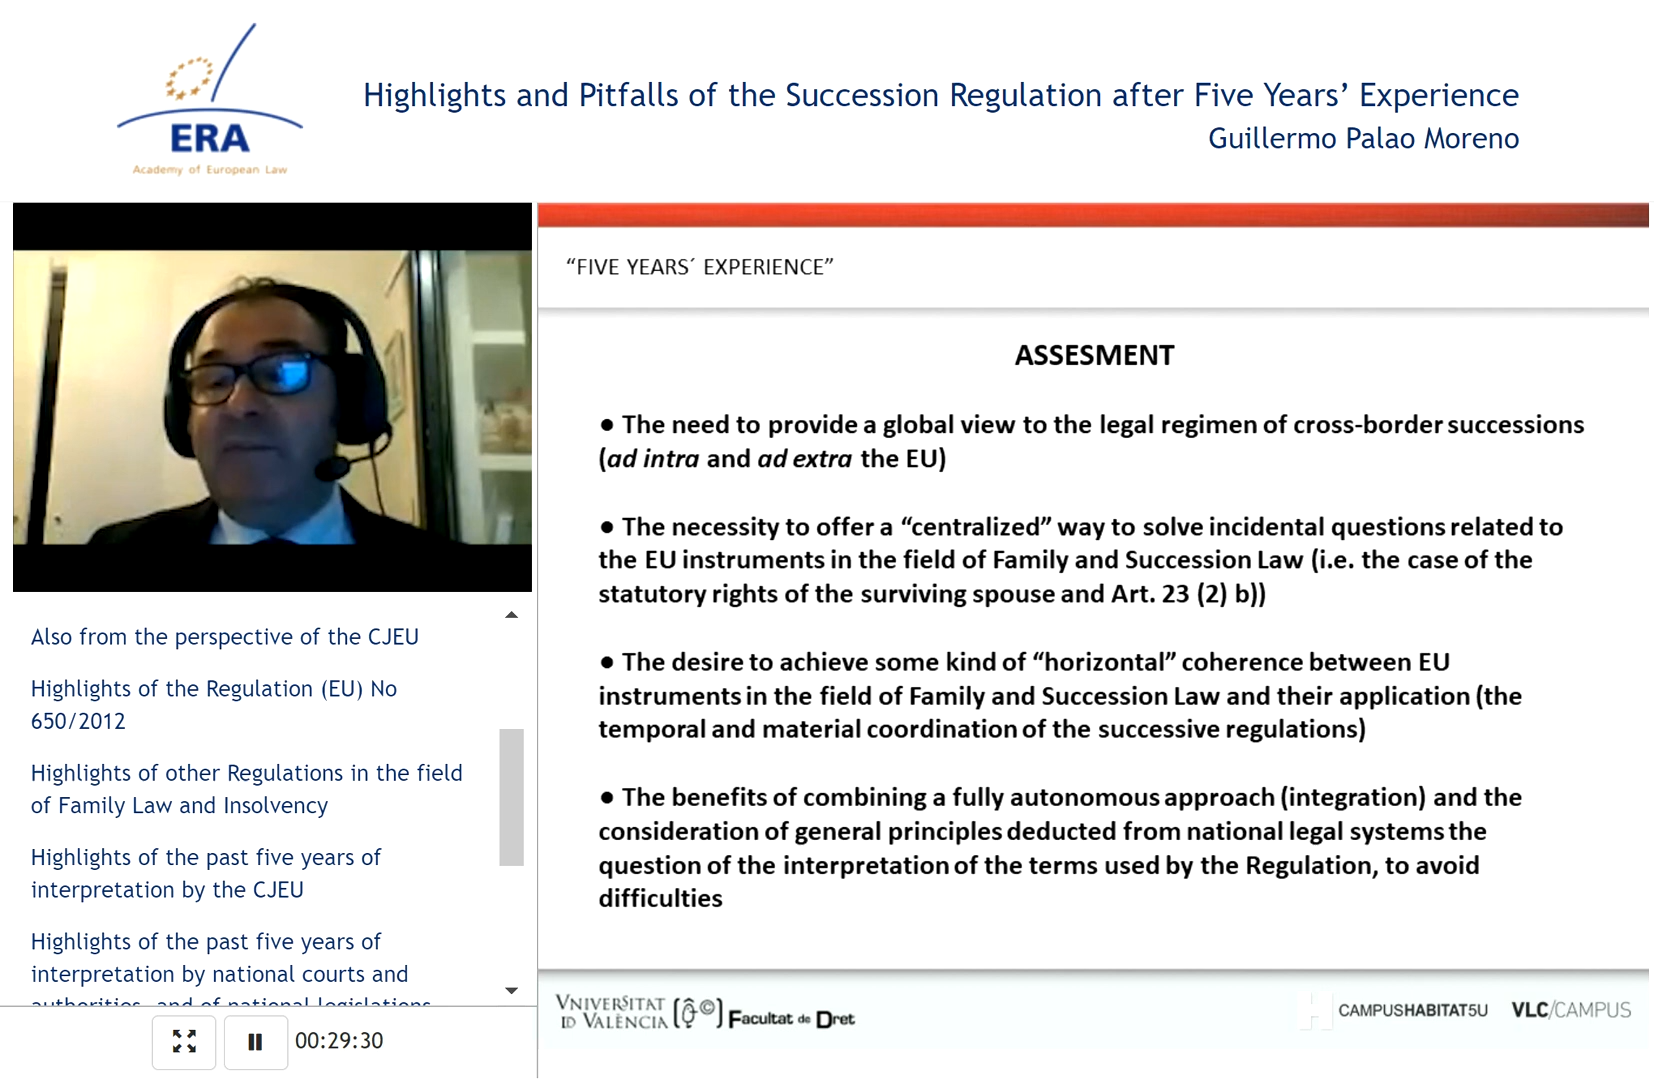 ERA
Academy of European Law
Highlights and Pitfalls of the Succession Regulation after Five Years’ Experience
Guillermo Palao Moreno
Also from the perspective of the CJEU
Highlights of the Regulation (EU) No
650/2012
Highlights of other Regulations in the field
of Family Law and Insolvency
Highlights of the past five years of
interpretation by the CJEU
Highlights of the past five years of
interpretation by national courts and
authorities, and of national legislations
00:29:30
“FIVE YEARS´ EXPERIENCE”
ASSESMENT
● The need to provide a global view to the legal regimen of cross-border successions
(ad intra and ad extra the EU)
● The necessity to offer a “centralized” way to solve incidental questions related to
the EU instruments in the field of Family and Succession Law (i.e. the case of the
statutory rights of the surviving spouse and Art. 23 (2) b))
● The desire to achieve some kind of “horizontal” coherence between EU
instruments in the field of Family and Succession Law and their application (the
temporal and material coordination of the successive regulations)
● The benefits of combining a fully autonomous approach (integration) and the
consideration of general principles deducted from national legal systems the
question of the interpretation of the terms used by the Regulation, to avoid
difficulties
VNIVERSITAT
ID VALÈNCIA
Facultat de Dret
CAMPUSHABITAT5U
VLC/CAMPUS